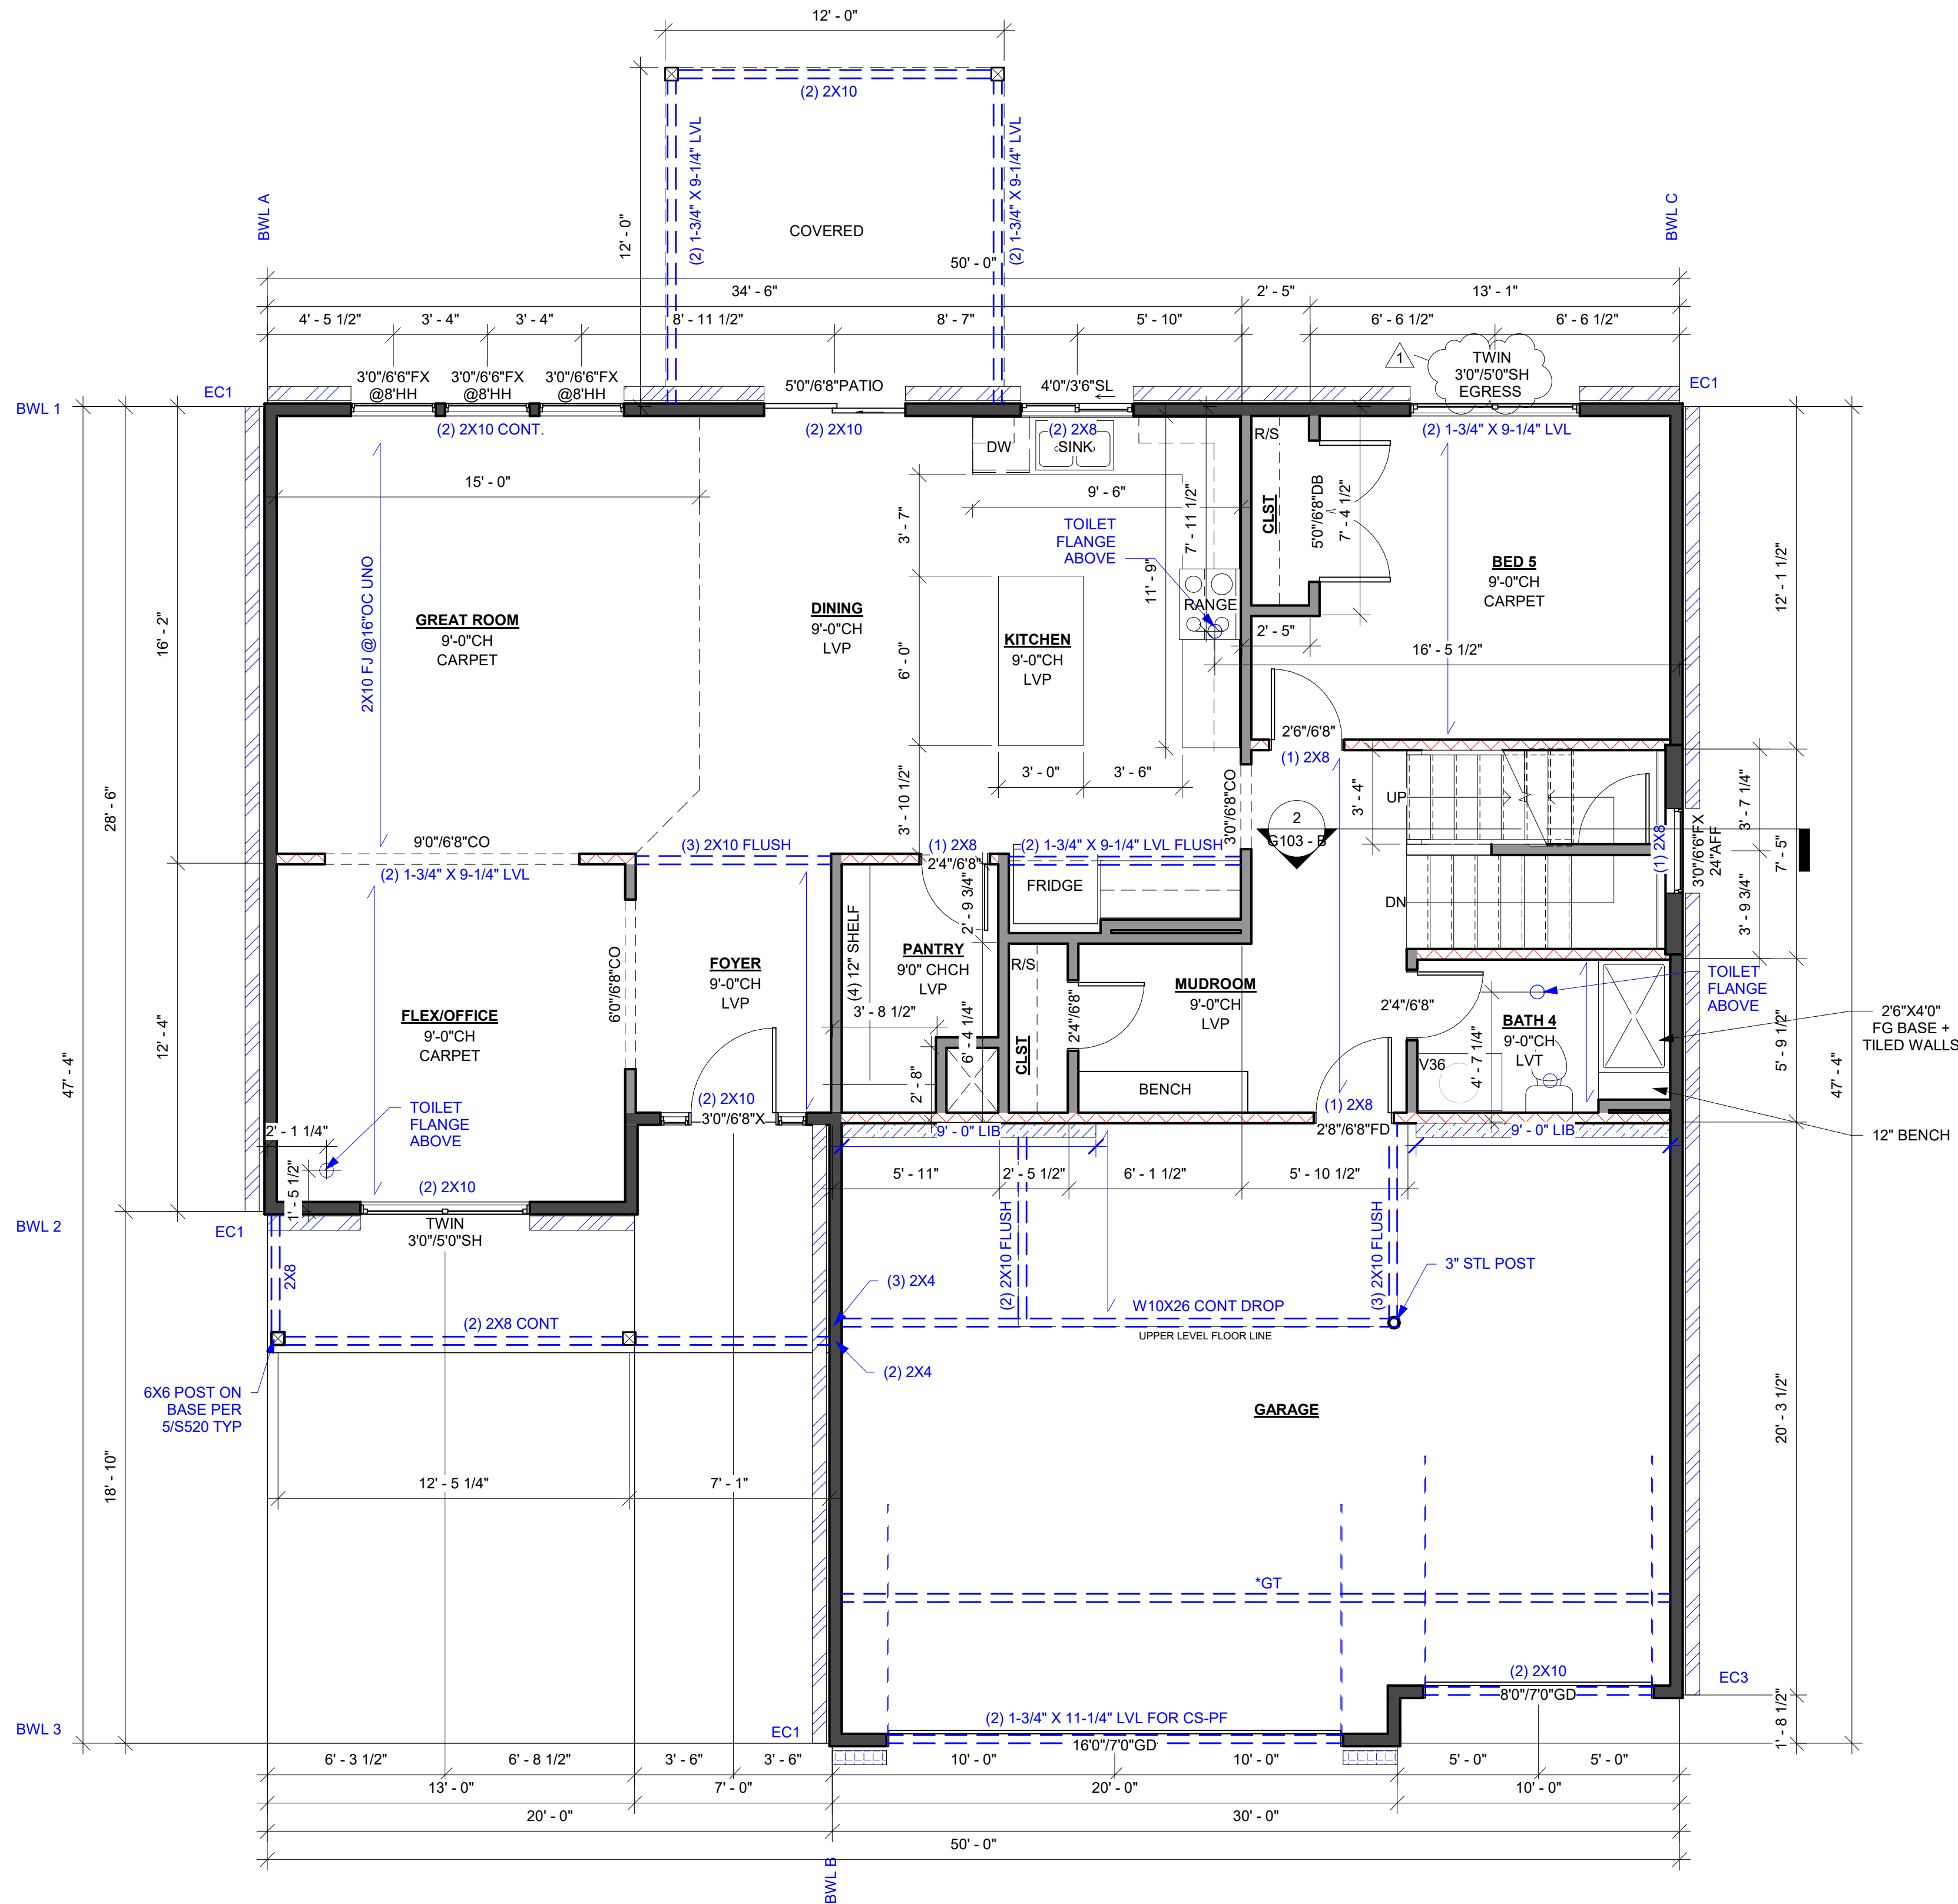 12' - 0"
(2) 2X10
12' - 0"
(2) 1-3/4" X 9-1/4" LVL
(2) 1-3/4" X 9-1/4" LVL
COVERED
BWL A
BWL C
50' - 0"
34' - 6"
2' - 5"
13' - 1"
4' - 5 1/2"
3' - 4"
3' - 4"
8' - 11 1/2"
8' - 7"
5' - 10"
6' - 6 1/2"
6' - 6 1/2"
1
TWIN
3'0"/5'0"SH
EGRESS
3'0"/6'6"FX
@8'HH
3'0"/6'6"FX
@8'HH
3'0"/6'6"FX
@8'HH
5'0"/6'8"PATIO
4'0"/3'6"SL
EC1
EC1
BWL 1
(2) 2X10 CONT.
(2) 2X10
(2) 2X8
(2) 1-3/4" X 9-1/4" LVL
DW
SINK
R/S
15' - 0"
9' - 6"
3' - 7"
TOILET
FLANGE
ABOVE
7' - 11 1/2"
11' - 9"
CLST
5'0"/6'8"DB
7' - 4 1/2"
2X10 FJ @16"OC UNO
BED 5
9'-0"CH
CARPET
12' - 1 1/2"
16' - 2"
GREAT ROOM
9'-0"CH
CARPET
DINING
9'-0"CH
LVP
RANGE
KITCHEN
9'-0"CH
LVP
2' - 5"
16' - 5 1/2"
6' - 0"
2'6"/6'8"
(1) 2X8
3' - 0"
3' - 6"
3' - 10 1/2"
3'0"/6'8"CO
3' - 4"
UP
2
G103 - B
28' - 6"
9'0"/6'8"CO
(3) 2X10 FLUSH
(1) 2X8
2'4"/6'8"
(2) 1-3/4" X 9-1/4" LVL FLUSH
(2) 1-3/4" X 9-1/4" LVL
FRIDGE
(1) 2X8
3'0"/6'6"FX
24"AFF
3' - 7 1/4"
7' - 5"
3' - 9 3/4"
DN
2' - 9 3/4"
(4) 12" SHELF
PANTRY
9'0" CHCH
LVP
3' - 8 1/2"
FOYER
9'-0"CH
LVP
6'0"/6'8"CO
R/S
MUDROOM
9'-0"CH
LVP
2'4"/6'8"
2'4"/6'8"
TOILET
FLANGE
ABOVE
FLEX/OFFICE
9'-0"CH
CARPET
12' - 4"
47' - 4"
BATH 4
9'-0"CH
LVT
V36
4' - 7 1/4"
2'6"X4'0"
FG BASE +
TILED WALLS
5' - 9 1/2"
47' - 4"
6' - 4 1/4"
2' - 8"
CLST
BENCH
12" BENCH
(2) 2X10
3'0"/6'8"X
(1) 2X8
2'8"/6'8"FD
TOILET
FLANGE
ABOVE
2' - 1 1/4"
1' - 5 1/2"
9' - 0" LIB
9' - 0" LIB
5' - 11"
2' - 5 1/2"
6' - 1 1/2"
5' - 10 1/2"
(2) 2X10
TWIN
3'0"/5'0"SH
BWL 2
EC1
2X8
(2) 2X10 FLUSH
(3) 2X10 FLUSH
3" STL POST
(3) 2X4
W10X26 CONT DROP
UPPER LEVEL FLOOR LINE
(2) 2X8 CONT
(2) 2X4
6X6 POST ON
BASE PER
5/S520 TYP
GARAGE
20' - 3 1/2"
18' - 10"
12' - 5 1/4"
7' - 1"
*GT
(2) 2X10
8'0"/7'0"GD
EC3
(2) 1-3/4" X 11-1/4" LVL FOR CS-PF
16'0"/7'0"GD
1' - 8 1/2"
BWL 3
EC1
6' - 3 1/2"
6' - 8 1/2"
3' - 6"
3' - 6"
10' - 0"
10' - 0"
5' - 0"
5' - 0"
13' - 0"
7' - 0"
20' - 0"
10' - 0"
20' - 0"
30' - 0"
50' - 0"
BWL B